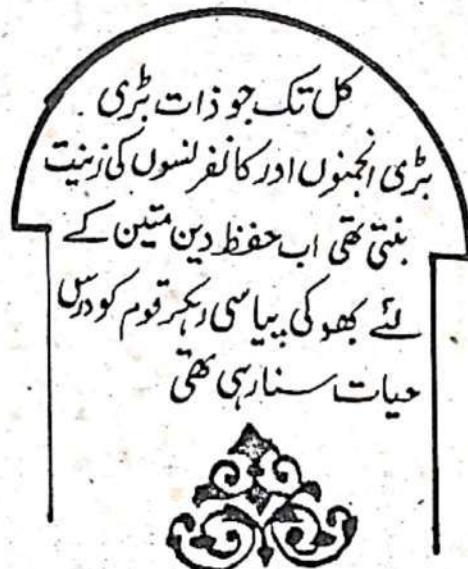 کل تک جو ذات بڑی
بڑی انجمنوں اور کانفرنسوں کی زینت
بنتی تھی اب حفظ دین متین کے
لئے بھوکی پیاسی رہکر قوم کو درس
حیات سنا رہی تھی